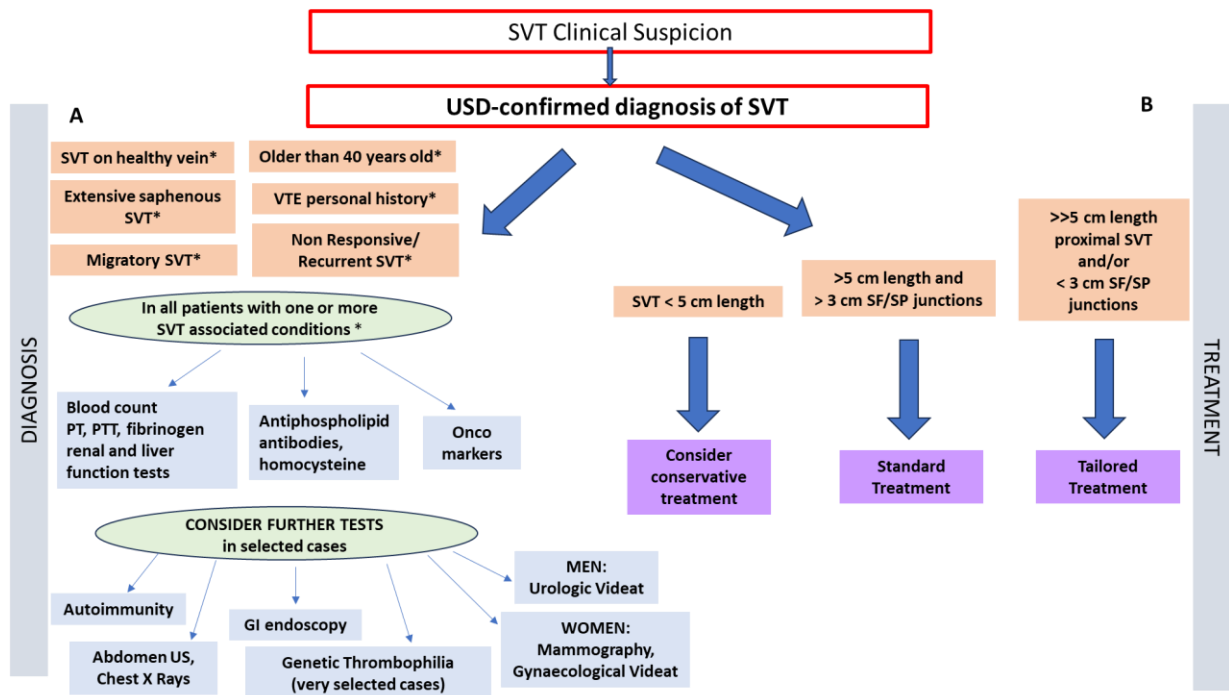 SVT Clinical Suspicion
USD-confirmed diagnosis of SVT
A
DIAGNOSIS
SVT on healthy vein*
Older than 40 years old*
Extensive saphenous
SVT*
VTE personal history*
Migratory SVT*
Non Responsive/
Recurrent SVT*
In all patients with one or more
SVT associated conditions *
Blood count
PT, PTT, fibrinogen
renal and liver
function tests
Antiphospholipid
antibodies,
homocysteine
Onco
markers
CONSIDER FURTHER TESTS
in selected cases
Autoimmunity
Abdomen US,
Chest X Rays
GI endoscopy
Genetic Thrombophilia
(very selected cases)
MEN:
Urologic Videat
WOMEN:
Mammography,
Gynaecological Videat
B
TREATMENT
SVT < 5 cm length
>5 cm length and
> 3 cm SF/SP junctions
>>5 cm length
proximal SVT
and/or
< 3 cm SF/SP
junctions
Consider
conservative
treatment
Standard
Treatment
Tailored
Treatment